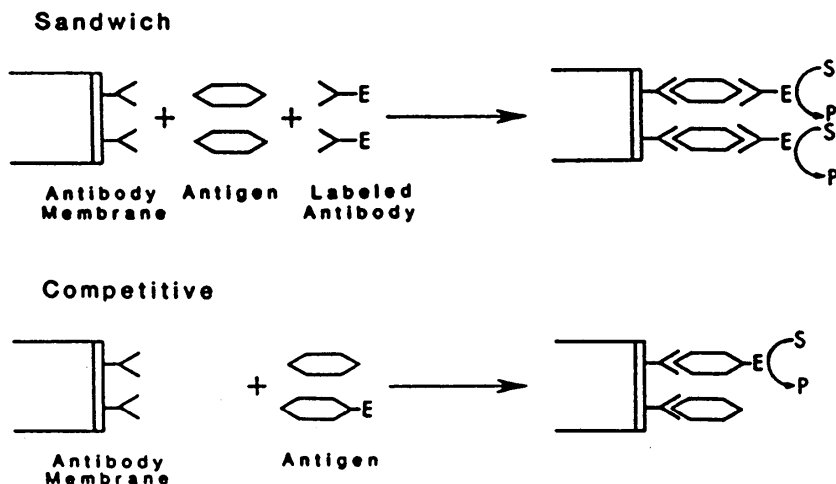 Sandwich
+ + E E
E S P
E S P
Antibody Membrane
Antigen
Labeled Antibody
Competitive
+ E
E S P
Antibody Membrane
Antigen